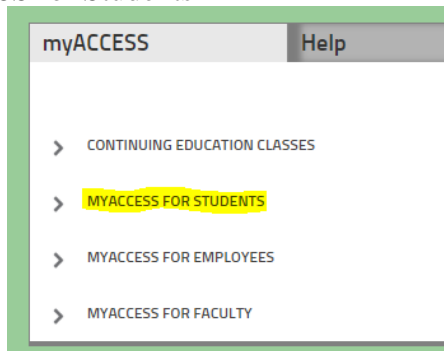 myACCESS
Help
CONTINUING EDUCATION CLASSES
MYACCESS FOR STUDENTS
MYACCESS FOR EMPLOYEES
MYACCESS FOR FACULTY